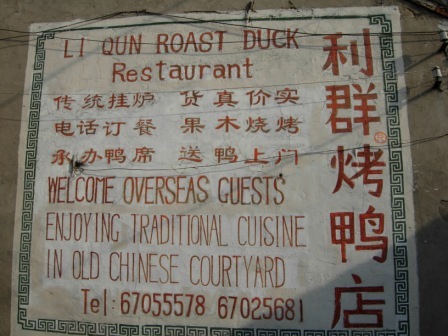 LI QUN ROAST DUCK
Restaurant
传统挂炉 货真价实
电话订餐 果木烧烤
承办鸭席 送鸭上门
WELCOME OVERSEAS GUESTS
ENJOYING TRADITIONAL CUISINE
IN OLD CHINESE COURTYARD
Tel: 67055578 67025681
利群烤鸭店